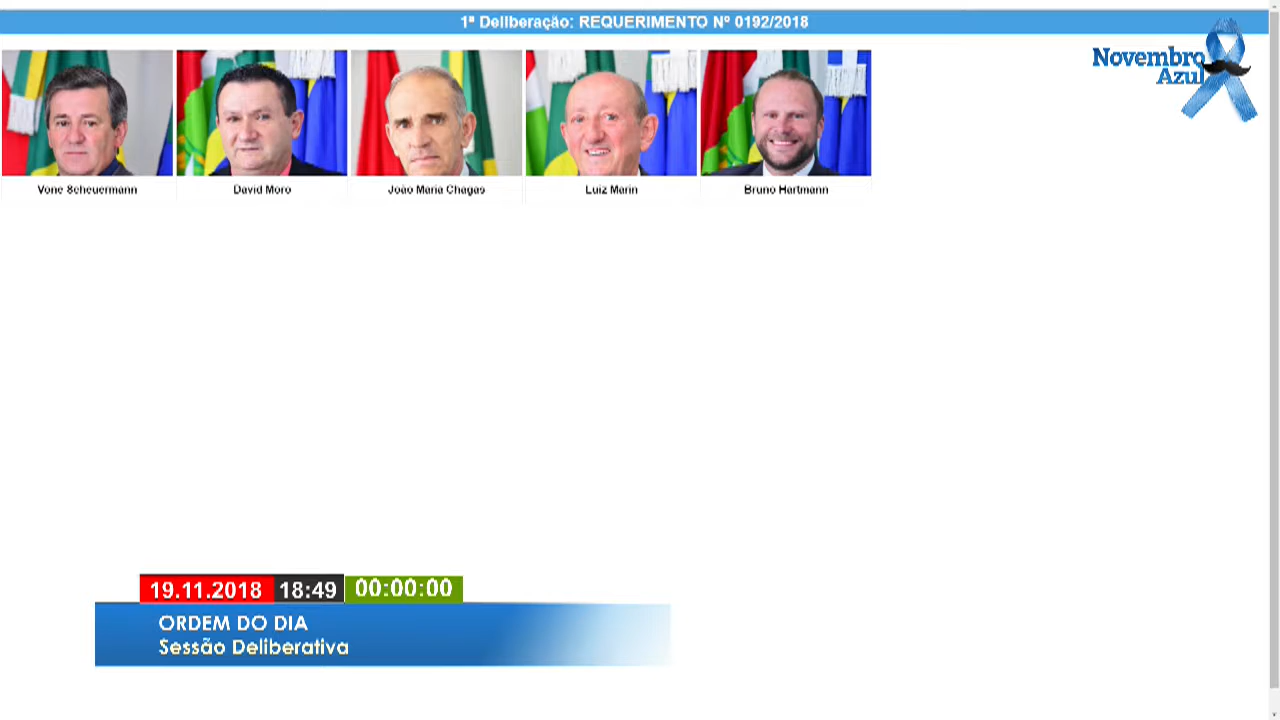 1ª Deliberação: REQUERIMENTO Nº 0192/2018
Novembro
Azul
Vone Scheuermann
David Moro
João Maria Chagas
Luiz Marin
Bruno Hartmann
19.11.2018 18:49 00:00:00
ORDEM DO DIA
Sessão Deliberativa